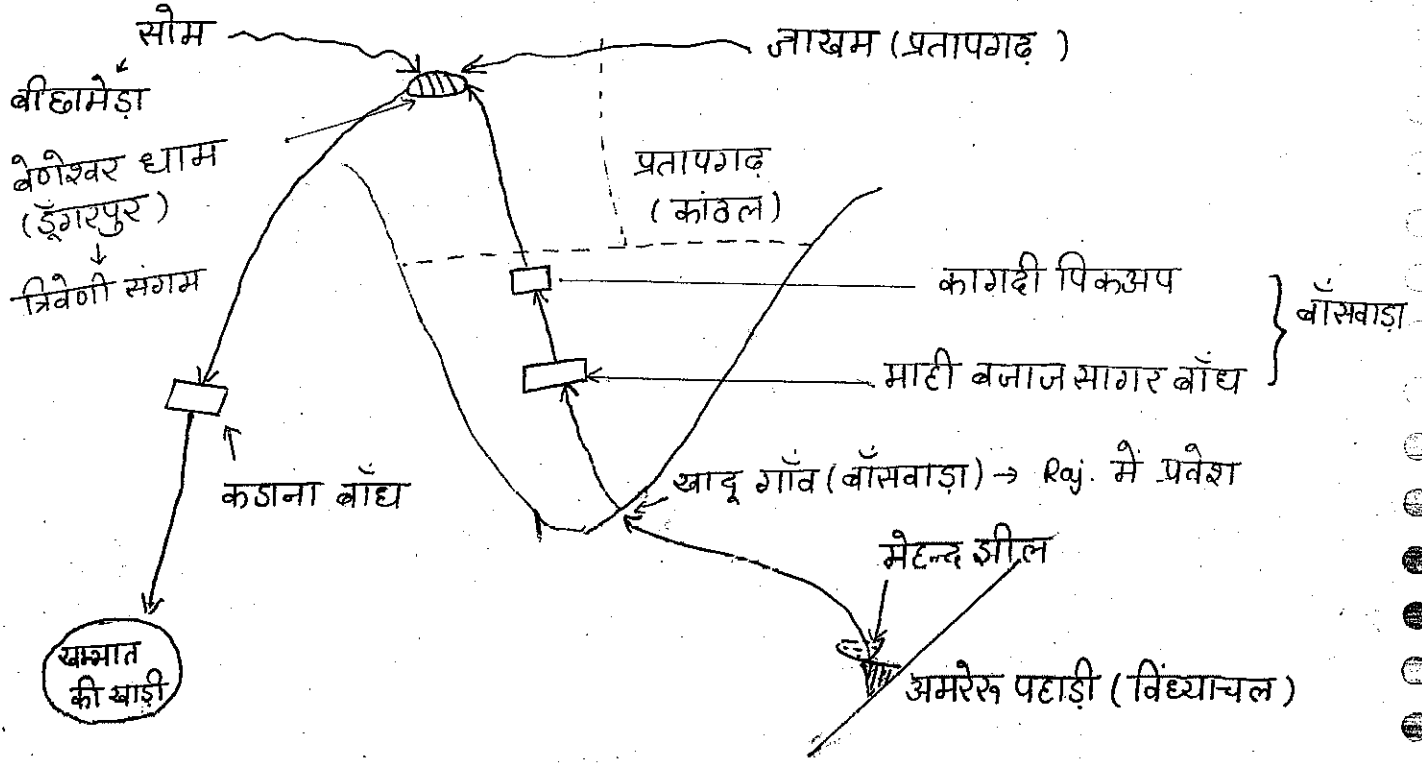 सोम
जाखम (प्रतापगढ़)
बीछामेड़ा
बेणेश्वर धाम
(डूँगरपुर)
त्रिवेणी संगम
प्रतापगढ़
(कांठल)
कागदी पिकअप
माही बजाज सागर बाँध
बाँसवाड़ा
कडाना बाँध
खादू गाँव (बाँसवाड़ा) → Raj. में प्रवेश
मेहन्द झील
अमरेरू पहाड़ी (विंध्याचल)
खम्भात
की खाड़ी